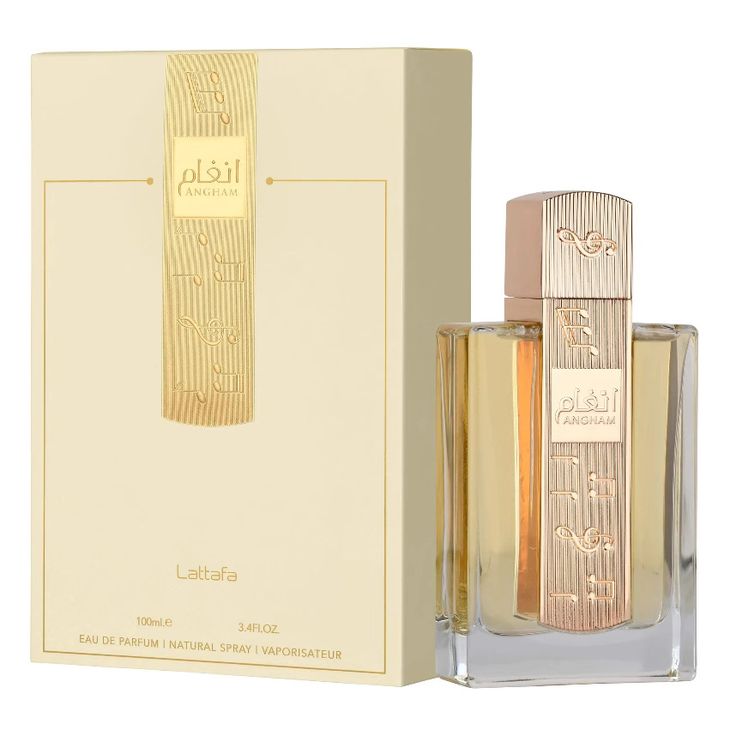 انغام
ANGHAM
Lattafa
100ml.e
3.4FL.OZ.
EAU DE PARFUM | NATURAL SPRAY | VAPORISATEUR
انغام
ANGHAM